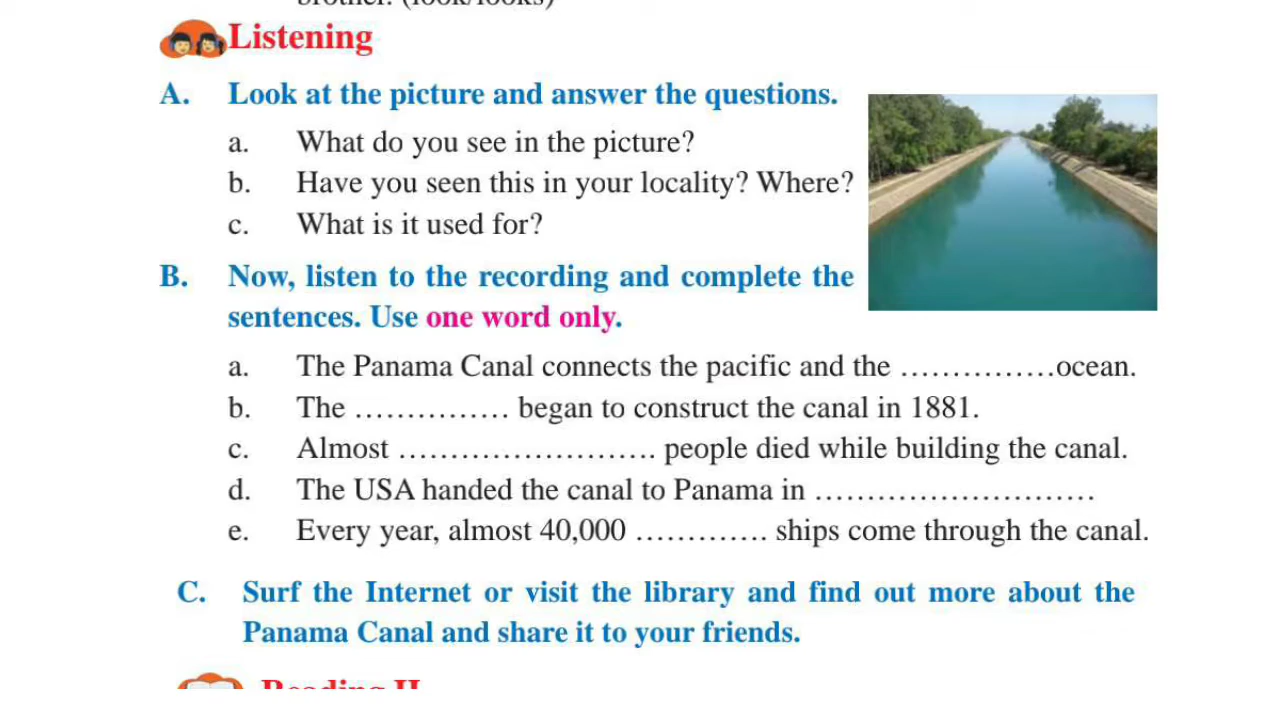 brother. (look/looks)
Listening
A. Look at the picture and answer the questions.
a. What do you see in the picture?
b. Have you seen this in your locality? Where?
c. What is it used for?
B. Now, listen to the recording and complete the
sentences. Use one word only.
a. The Panama Canal connects the pacific and the ……………ocean.
b. The …………… began to construct the canal in 1881.
c. Almost ……………………. people died while building the canal.
d. The USA handed the canal to Panama in ………………………
e. Every year, almost 40,000 …………. ships come through the canal.
C. Surf the Internet or visit the library and find out more about the
Panama Canal and share it to your friends.
Reading II